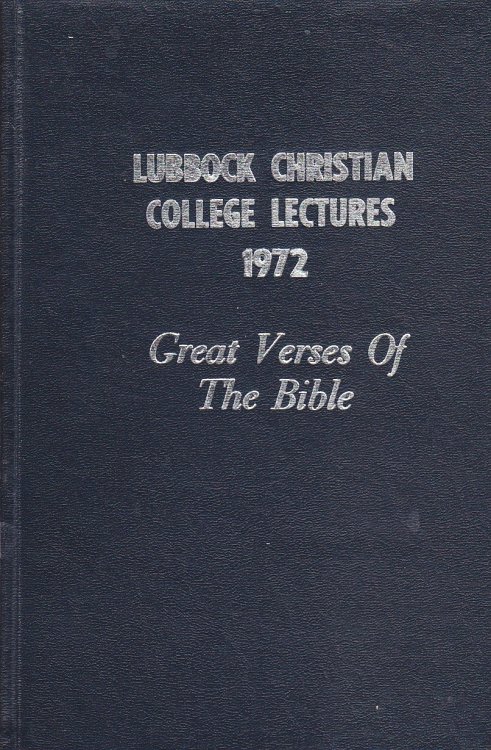 LUBBOCK CHRISTIAN
COLLEGE LECTURES
1972
Great Verses Of
The Bible